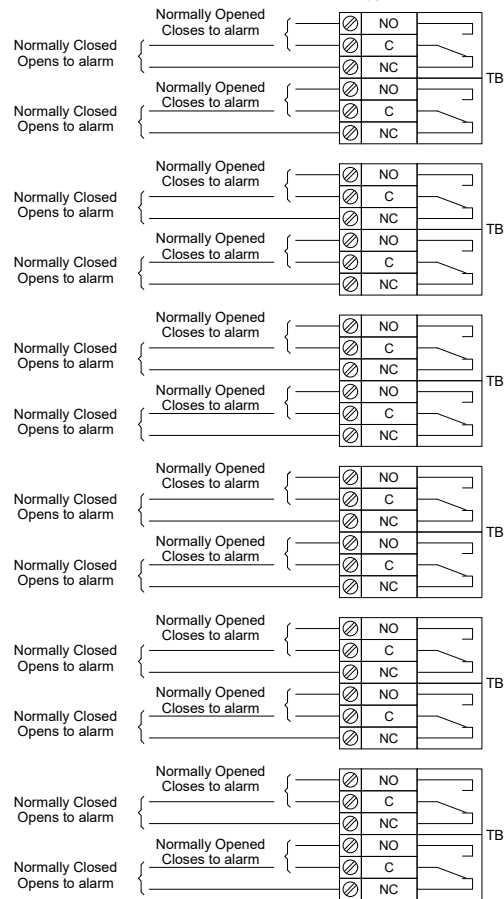 Normally Opened
Closes to alarm
NO
Normally Closed
Opens to alarm
C
NC
TB
Normally Opened
Closes to alarm
NO
Normally Closed
Opens to alarm
C
NC
Normally Opened
Closes to alarm
NO
Normally Closed
Opens to alarm
C
NC
TB
Normally Opened
Closes to alarm
NO
Normally Closed
Opens to alarm
C
NC
Normally Opened
Closes to alarm
NO
Normally Closed
Opens to alarm
C
NC
TB
Normally Opened
Closes to alarm
NO
Normally Closed
Opens to alarm
C
NC
Normally Opened
Closes to alarm
NO
Normally Closed
Opens to alarm
C
NC
TB
Normally Opened
Closes to alarm
NO
Normally Closed
Opens to alarm
C
NC
Normally Opened
Closes to alarm
NO
Normally Closed
Opens to alarm
C
NC
TB
Normally Opened
Closes to alarm
NO
Normally Closed
Opens to alarm
C
NC
Normally Opened
Closes to alarm
NO
Normally Closed
Opens to alarm
C
NC
TB
Normally Opened
Closes to alarm
NO
Normally Closed
Opens to alarm
C
NC